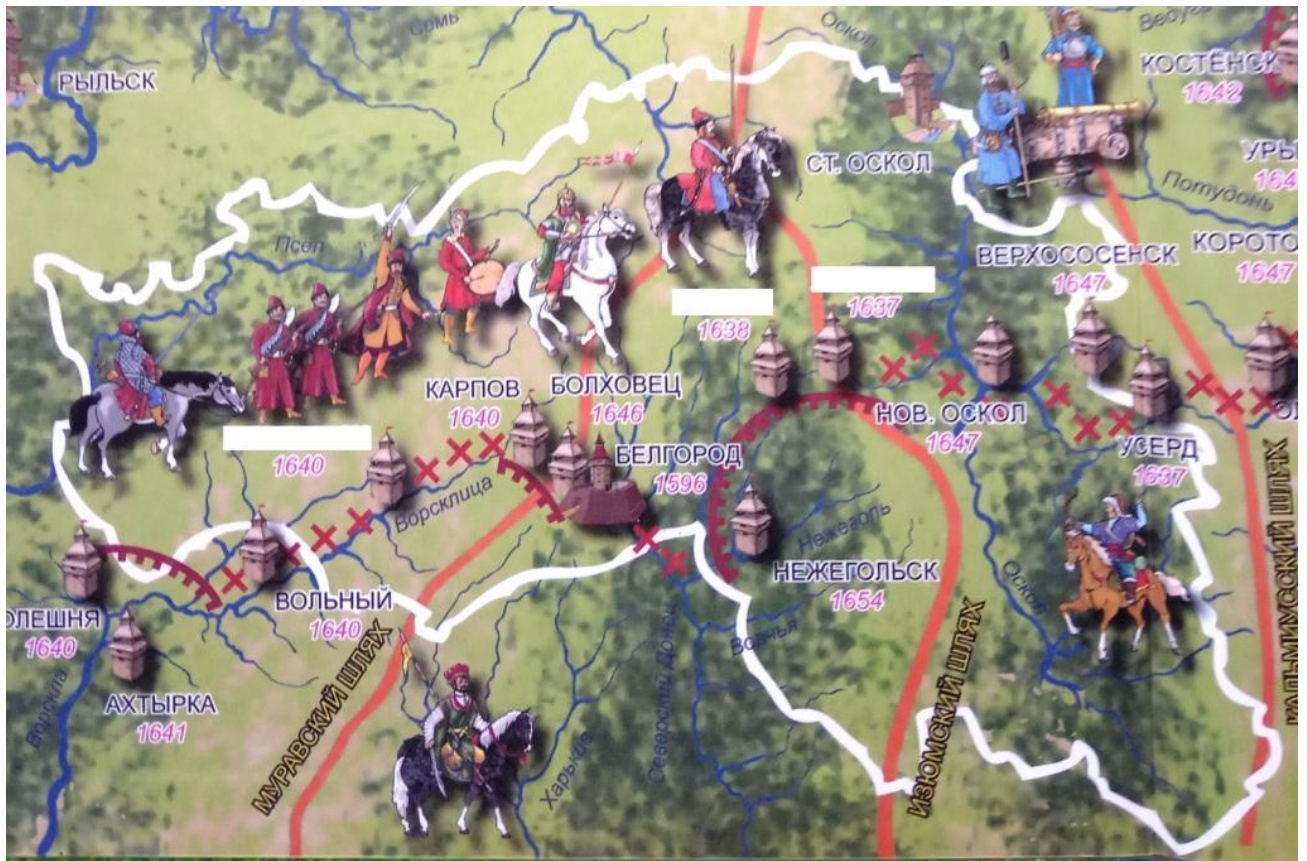 Семь
Оскол
Ведуга
РЫЛЬСК
КОСТЁНСК
1642
СТ. ОСКОЛ
УРЫ
164
Потудонь
Псёл
ВЕРХОСОСЕНСК
1647
КОРОТО
1647
1638
1637
КАРПОВ
1640
БОЛХОВЕЦ
1646
НОВ. ОСКОЛ
1647
УСЕРД
1637
1640
БЕЛГОРОД
1596
Ворсклица
Нежеголь
НЕЖЕГОЛЬСК
1654
ОЛЕШНЯ
1640
ВОЛЬНЫЙ
1640
Оскол
Волчья
АХТЫРКА
1641
Ворскла
МУРАВСКИЙ ШЛЯХ
Харьков
Северский Донец
ИЗЮМСКИЙ ШЛЯХ
КАЛЬМИУССКИЙ ШЛЯХ